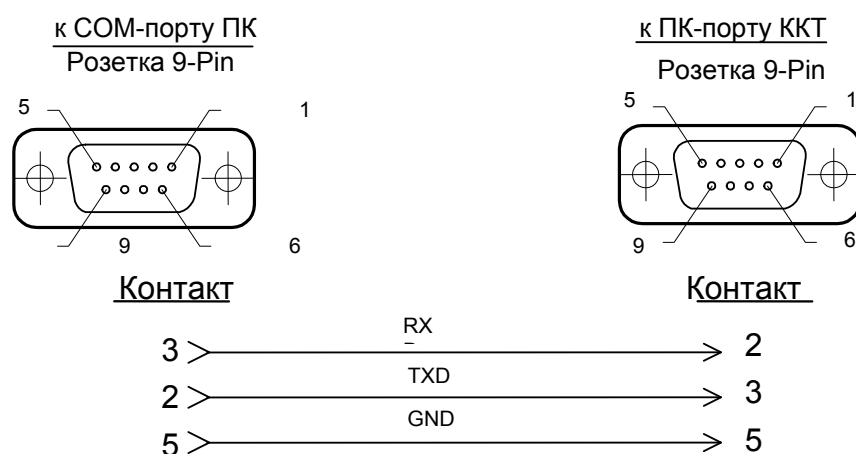 к COM-порту ПК
Розетка 9-Pin
5 1
9 6
Контакт
к ПК-порту ККТ
Розетка 9-Pin
5 1
9 6
Контакт
3 RX 2
2 TXD 3
5 GND 5